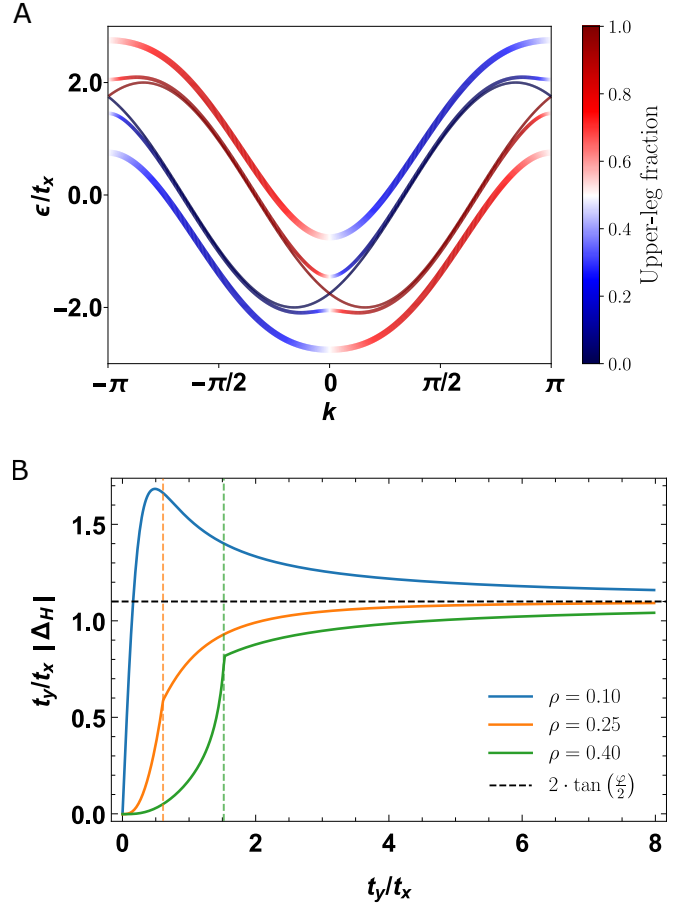 A
ϵ/t_x
2.0
0.0
−2.0
−π
−π/2
0
π/2
π
k
1.0
0.8
0.6
0.4
0.2
0.0
Upper-leg fraction
B
t_y/t_x |Δ_H|
1.5
1.0
0.5
0.0
ρ = 0.10
ρ = 0.25
ρ = 0.40
2 · tan (φ/2)
0
2
4
6
8
t_y/t_x